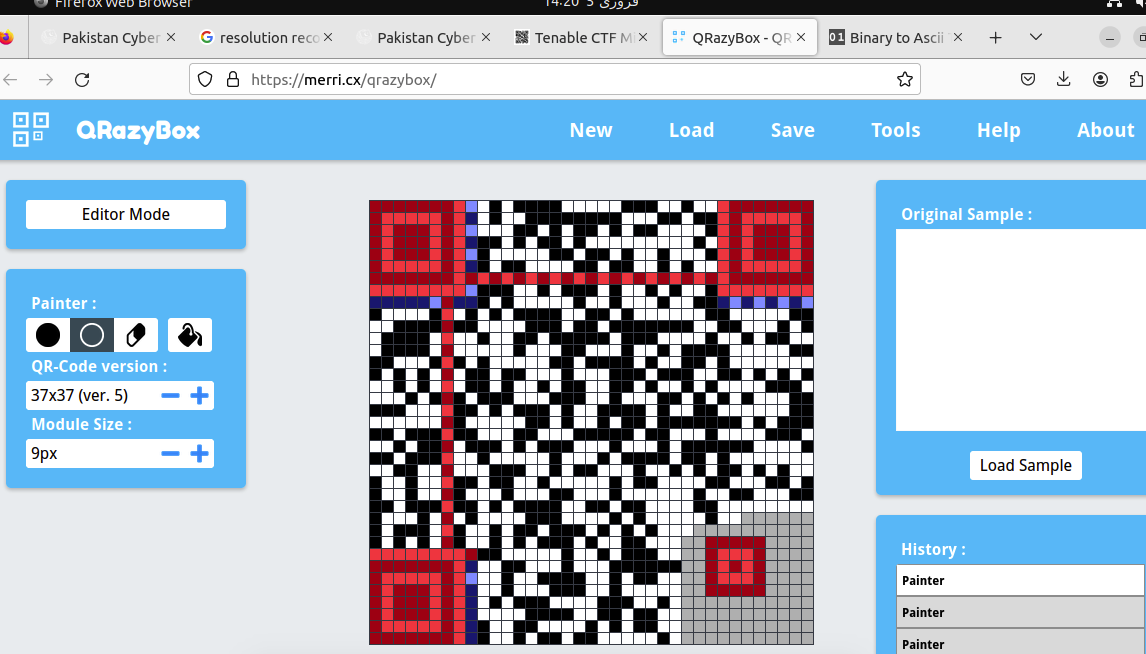 Firefox Web Browser
14:20 5 فروری
Pakistan Cyber
resolution reco
Pakistan Cyber
Tenable CTF Mi
QRazyBox - QR
01 Binary to Ascii T
https://merri.cx/qrazybox/
QRazyBox
New
Load
Save
Tools
Help
About
Editor Mode
Original Sample :
Painter :
QR-Code version :
37x37 (ver. 5)
Module Size :
9px
Load Sample
History :
Painter
Painter
Painter